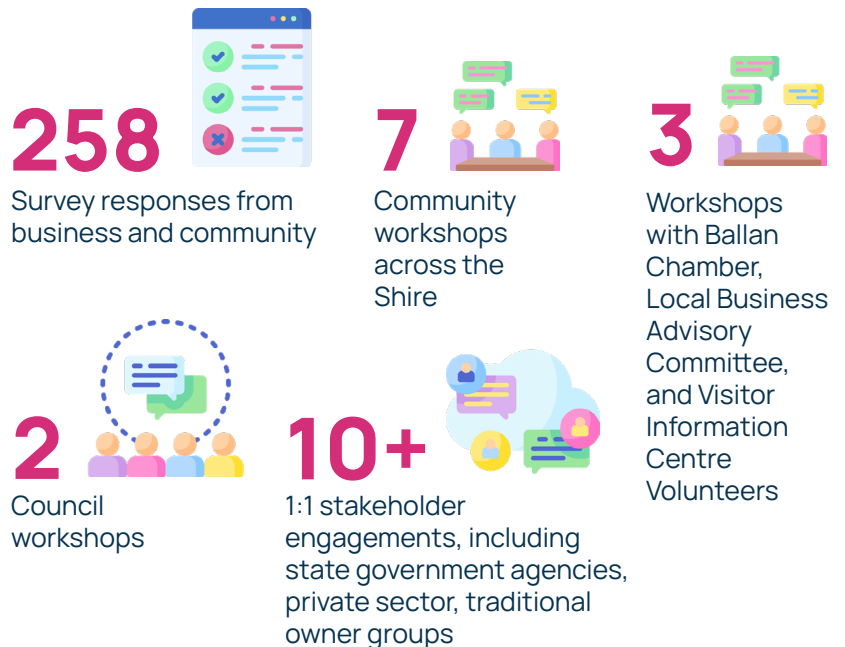 258
Survey responses from
business and community
7
Community
workshops
across the
Shire
3
Workshops
with Ballan
Chamber,
Local Business
Advisory
Committee,
and Visitor
Information
Centre
Volunteers
2
Council
workshops
10+
1:1 stakeholder
engagements, including
state government agencies,
private sector, traditional
owner groups